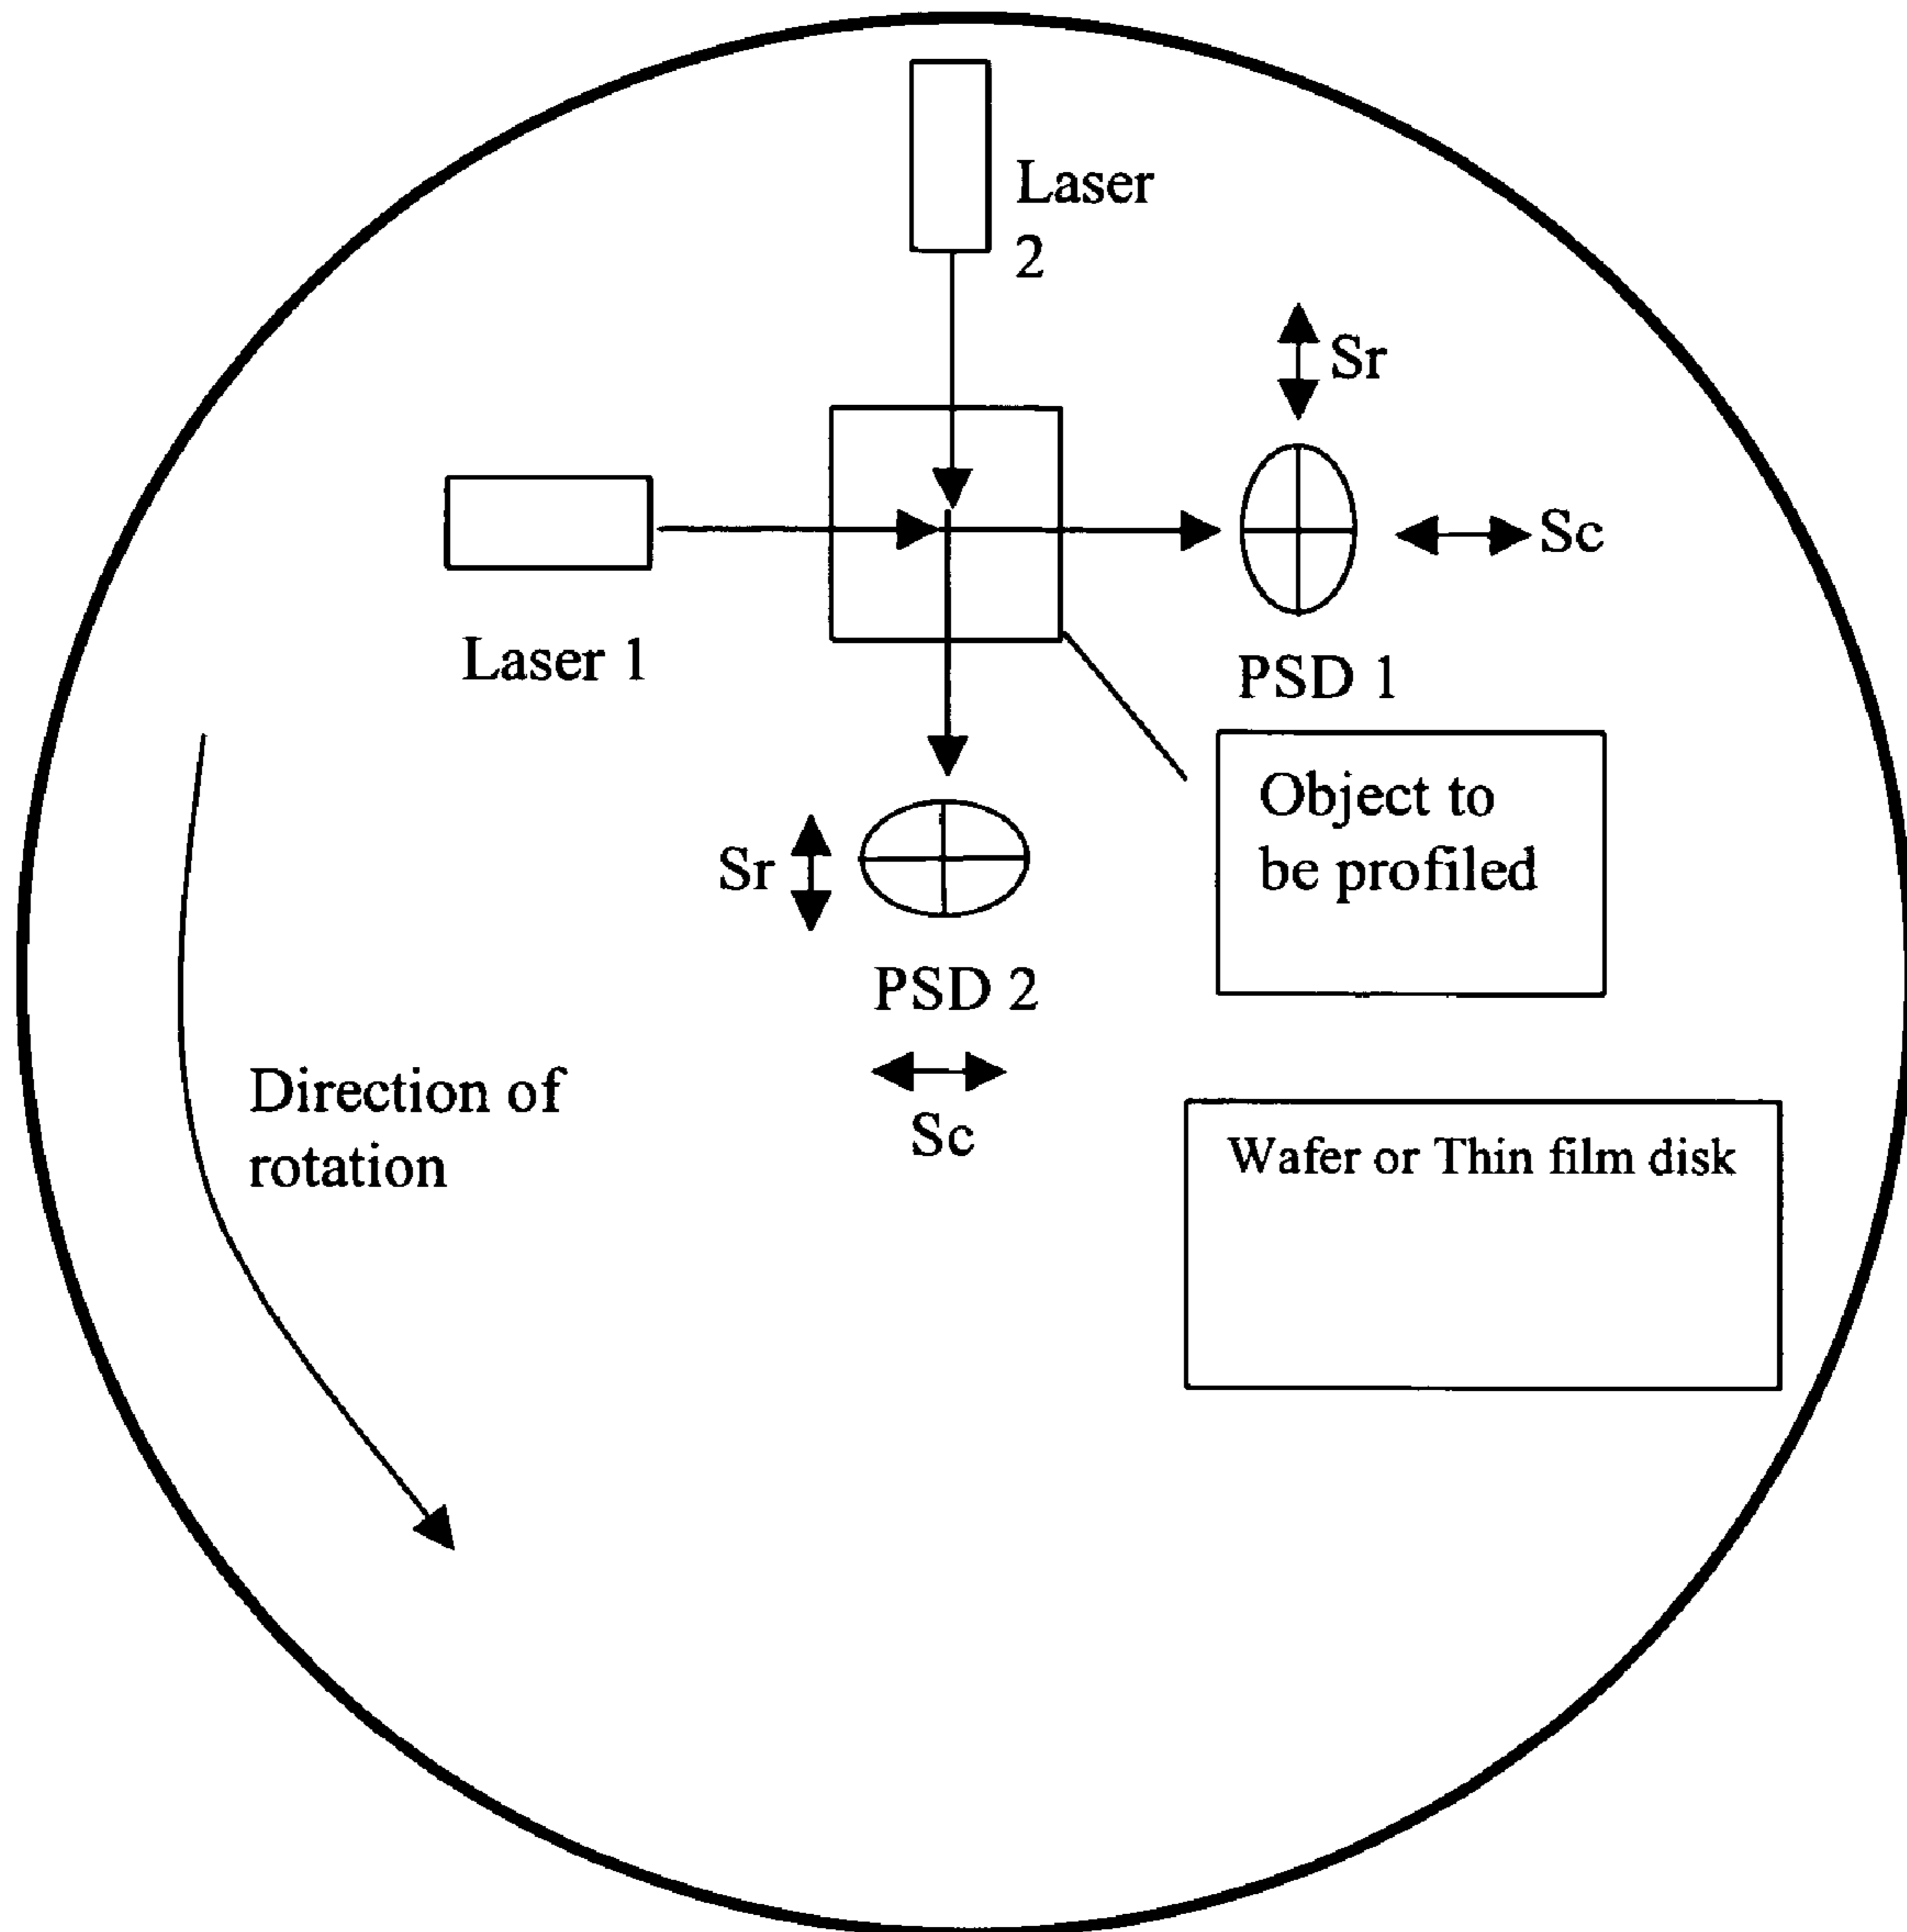 Laser
2
Sr
Sc
Laser 1
PSD 1
Object to
be profiled
Sr
PSD 2
Sc
Direction of
rotation
Wafer or Thin film disk